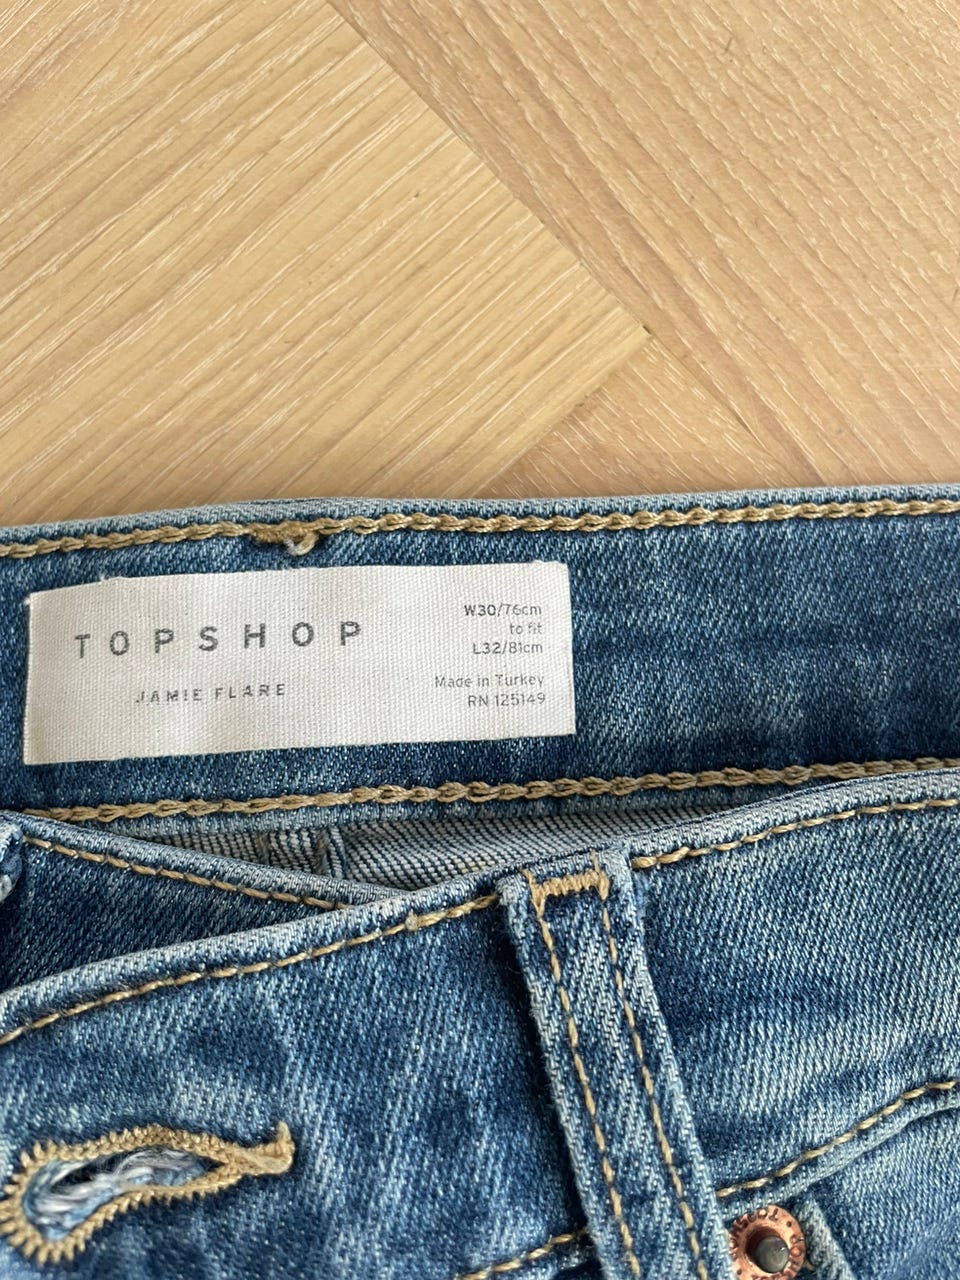 TOPSHOP
JAMIE FLARE
W30/76cm
to fit
L32/81cm
Made in Turkey
RN 125149